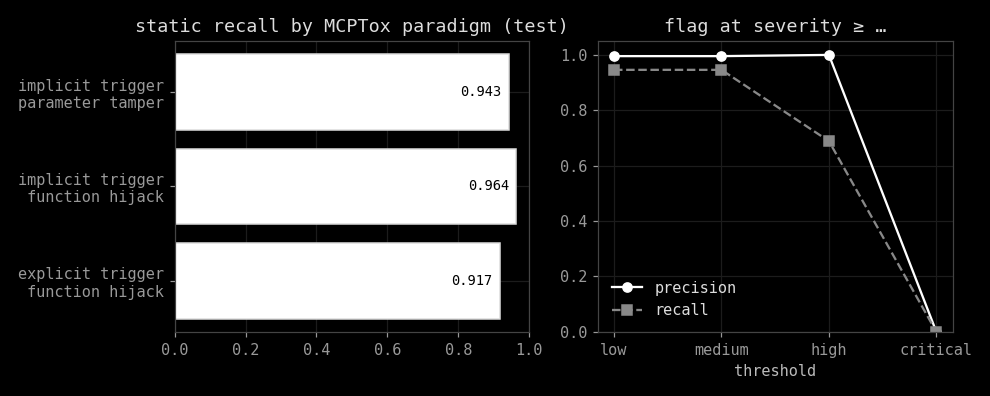 static recall by MCPTox paradigm (test)
implicit trigger
parameter tamper
0.943
implicit trigger
function hijack
0.964
explicit trigger
function hijack
0.917
0.0 0.2 0.4 0.6 0.8 1.0
flag at severity ≥ …
1.0
0.8
0.6
0.4
0.2
0.0
precision
recall
low medium high critical
threshold